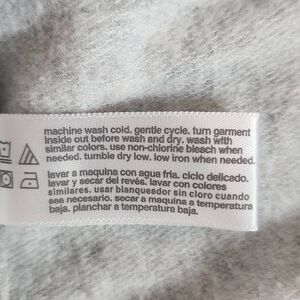 machine wash cold. gentle cycle. turn garment
inside out before wash and dry. wash with
similar colors. use non-chlorine bleach when
needed. tumble dry low. low iron when needed.
lavar a maquina con agua fria. ciclo delicado.
lavar y secar del revés. lavar con colores
similares. usar blanqueador sin cloro cuando
sea necesario. secar a maquina a temperatura
baja. planchar a temperatura baja.